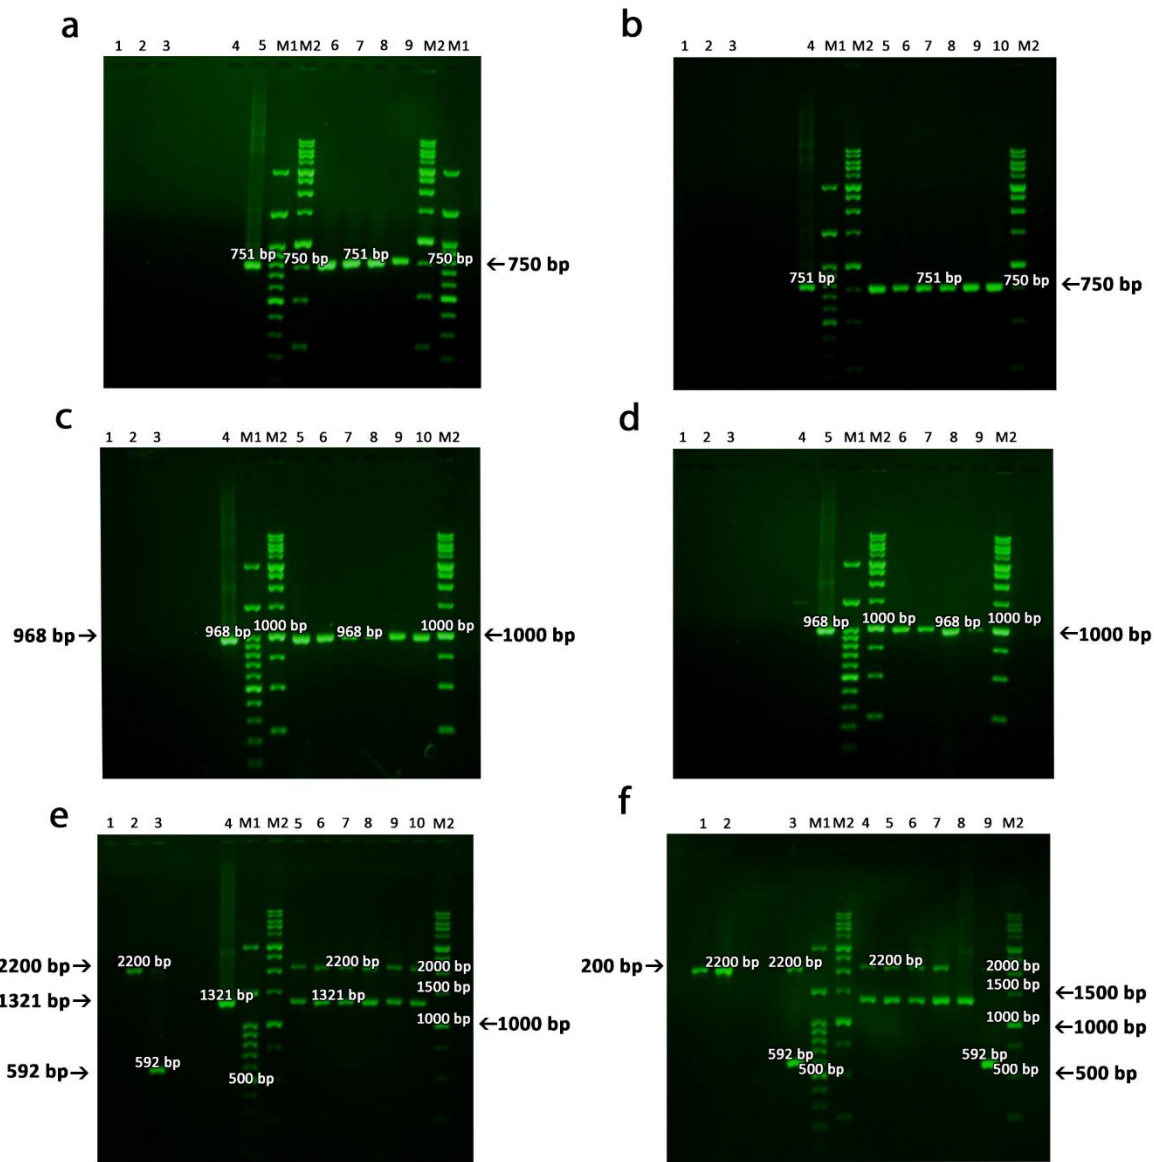 a
1 2 3 4 5 M1 M2 6 7 8 9 M2 M1
751 bp 750 bp 751 bp 750 bp
←750 bp
b
1 2 3 4 M1 M2 5 6 7 8 9 10 M2
751 bp 751 bp 750 bp
←750 bp
c
1 2 3 4 M1 M2 5 6 7 8 9 10 M2
968 bp→ 968 bp 1000 bp 968 bp 1000 bp ←1000 bp
d
1 2 3 4 5 M1 M2 6 7 8 9 M2
968 bp 1000 bp 968 bp 1000 bp
←1000 bp
e
1 2 3 4 M1 M2 5 6 7 8 9 10 M2
2200 bp→ 2200 bp 2200 bp 2000 bp
1500 bp
1321 bp→ 1321 bp 1321 bp
1000 bp ←1000 bp
592 bp→ 592 bp
500 bp
f
1 2 3 M1 M2 4 5 6 7 8 9 M2
200 bp→ 2200 bp 2200 bp 2000 bp
1500 bp ←1500 bp
1000 bp ←1000 bp
592 bp 592 bp
500 bp 500 bp ←500 bp